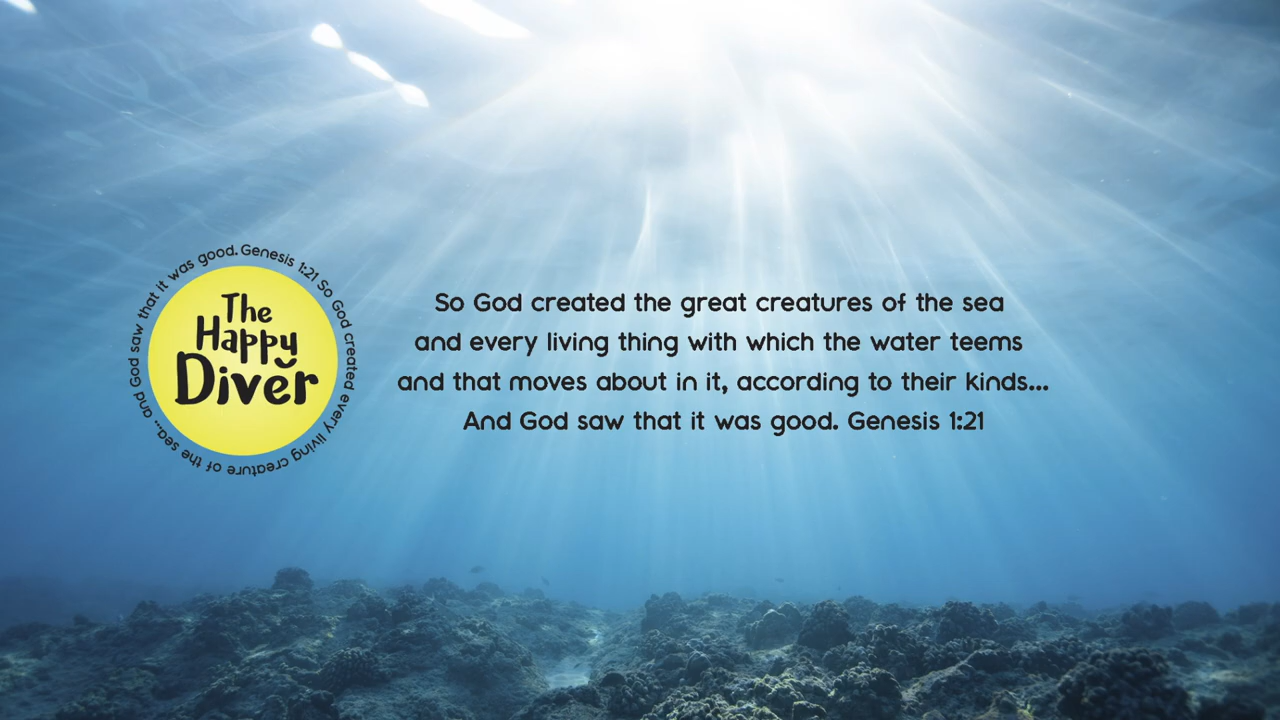 Genesis 1:21 So God created every living creature of the sea... and God saw that it was good.
The
Happy
Diver
So God created the great creatures of the sea
and every living thing with which the water teems
and that moves about in it, according to their kinds...
And God saw that it was good. Genesis 1:21